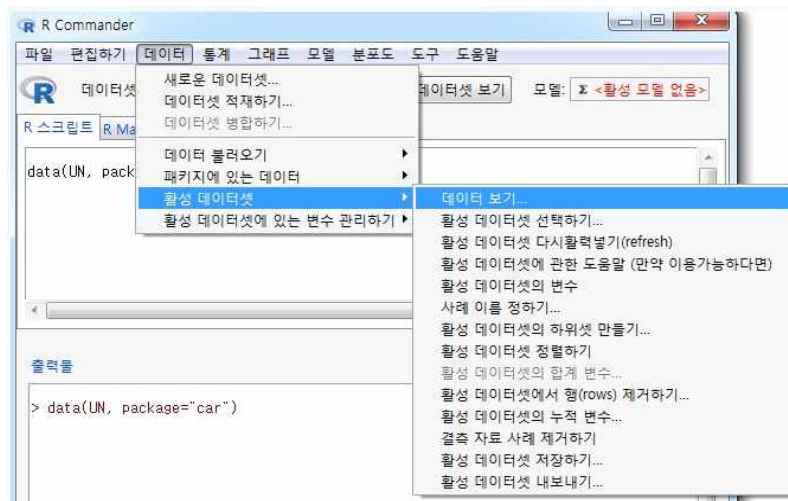 R Commander
파일 편집하기 데이터 통계 그래프 모델 분포도 도구 도움말
데이터셋
데이터셋 보기 모델: Σ <활성 모델 없음>
새로운 데이터셋...
데이터셋 적재하기...
데이터셋 병합하기...
데이터 불러오기
패키지에 있는 데이터
활성 데이터셋
활성 데이터셋에 있는 변수 관리하기
R 스크립트 R Ma
data(UN, pack
데이터 보기...
활성 데이터셋 선택하기...
활성 데이터셋 다시활력넣기(refresh)
활성 데이터셋에 관한 도움말 (만약 이용가능하다면)
활성 데이터셋의 변수
사례 이름 정하기...
활성 데이터셋의 하위셋 만들기...
활성 데이터셋 정렬하기
활성 데이터셋의 합계 변수...
활성 데이터셋에서 행(rows) 제거하기...
활성 데이터셋의 누적 변수...
결측 자료 사례 제거하기
활성 데이터셋 저장하기...
활성 데이터셋 내보내기...
출력물
> data(UN, package="car")